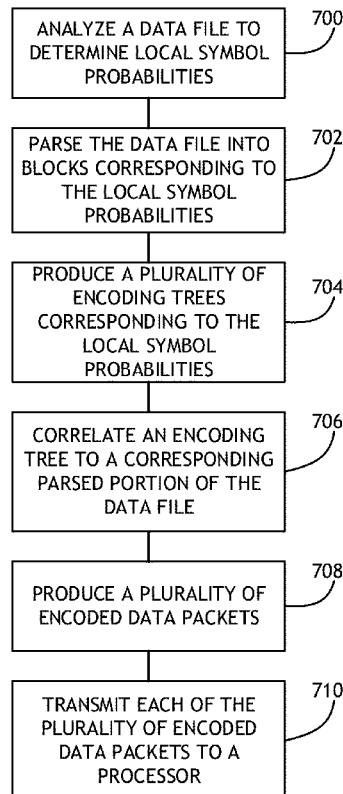 ANALYZE A DATA FILE TO
DETERMINE LOCAL SYMBOL
PROBABILITIES
700
PARSE THE DATA FILE INTO
BLOCKS CORRESPONDING TO
THE LOCAL SYMBOL
PROBABILITIES
702
PRODUCE A PLURALITY OF
ENCODING TREES
CORRESPONDING TO THE
LOCAL SYMBOL
PROBABILITIES
704
CORRELATE AN ENCODING
TREE TO A CORRESPONDING
PARSED PORTION OF THE
DATA FILE
706
PRODUCE A PLURALITY OF
ENCODED DATA PACKETS
708
TRANSMIT EACH OF THE
PLURALITY OF ENCODED
DATA PACKETS TO A
PROCESSOR
710